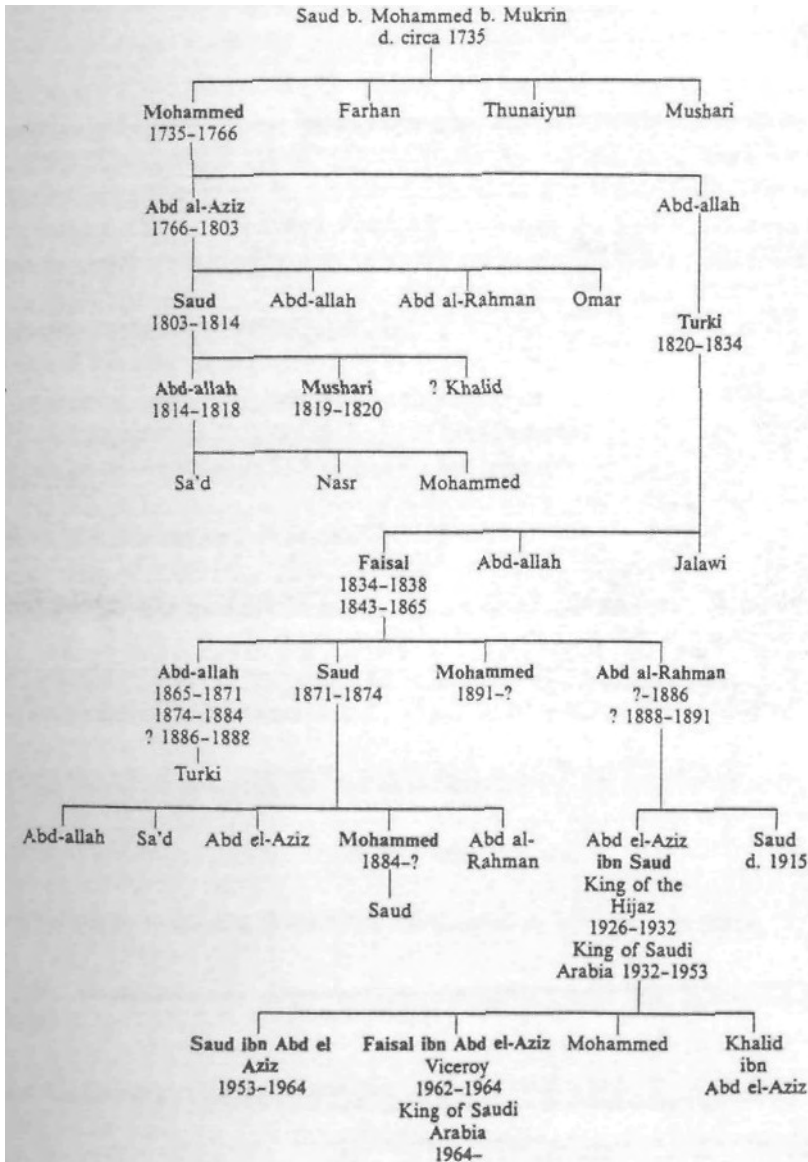 Saud b. Mohammed b. Mukrin
d. circa 1735
Mohammed
1735–1766
Farhan
Thunaiyun
Mushari
Abd al-Aziz
1766–1803
Abd-allah
Saud
1803–1814
Abd-allah
Abd al-Rahman
Omar
Turki
1820–1834
Abd-allah
1814–1818
Mushari
1819–1820
? Khalid
Sa'd
Nasr
Mohammed
Faisal
1834–1838
1843–1865
Abd-allah
Jalawi
Abd-allah
1865–1871
1874–1884
? 1886–1888
Saud
1871–1874
Mohammed
1891–?
Abd al-Rahman
?–1886
? 1888–1891
Turki
Abd-allah
Sa'd
Abd el-Aziz
Mohammed
1884–?
Abd al-
Rahman
Abd el-Aziz
ibn Saud
King of the
Hijaz
1926–1932
King of Saudi
Arabia 1932–1953
Saud
d. 1915
Saud
Saud ibn Abd el
Aziz
1953–1964
Faisal ibn Abd el-Aziz
Viceroy
1962–1964
King of Saudi
Arabia
1964–
Mohammed
Khalid
ibn
Abd el-Aziz